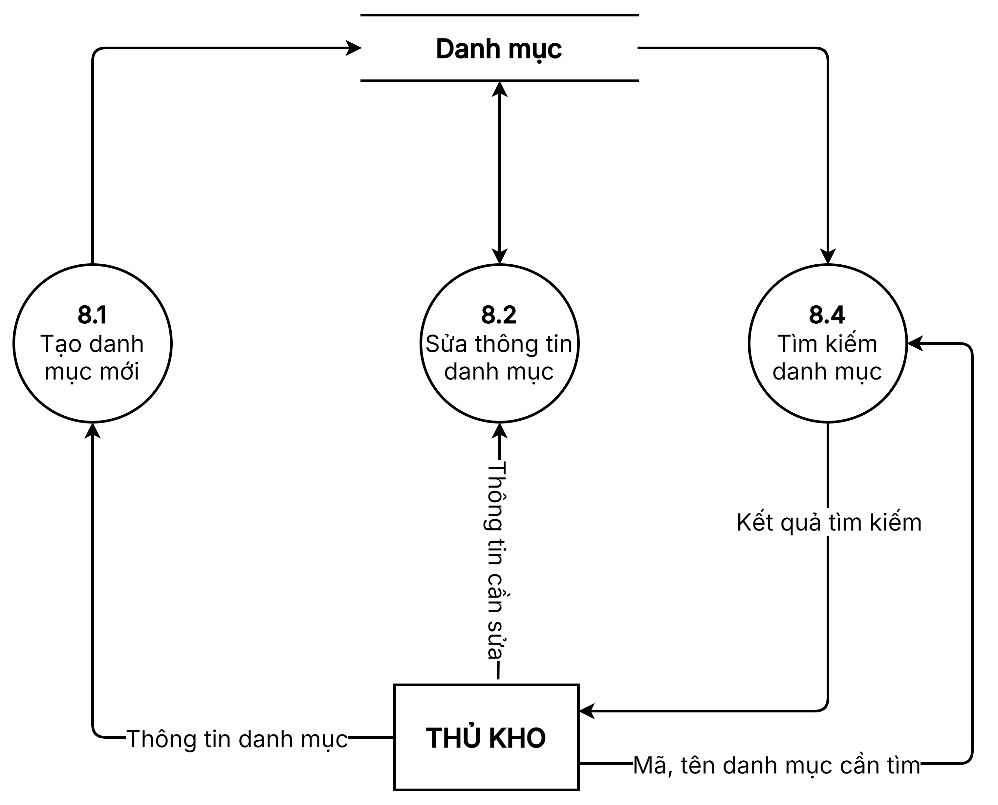 Danh mục
8.1
Tạo danh
mục mới
8.2
Sửa thông tin
danh mục
8.4
Tìm kiếm
danh mục
Thông tin cần sửa
Kết quả tìm kiếm
Thông tin danh mục
THỦ KHO
Mã, tên danh mục cần tìm